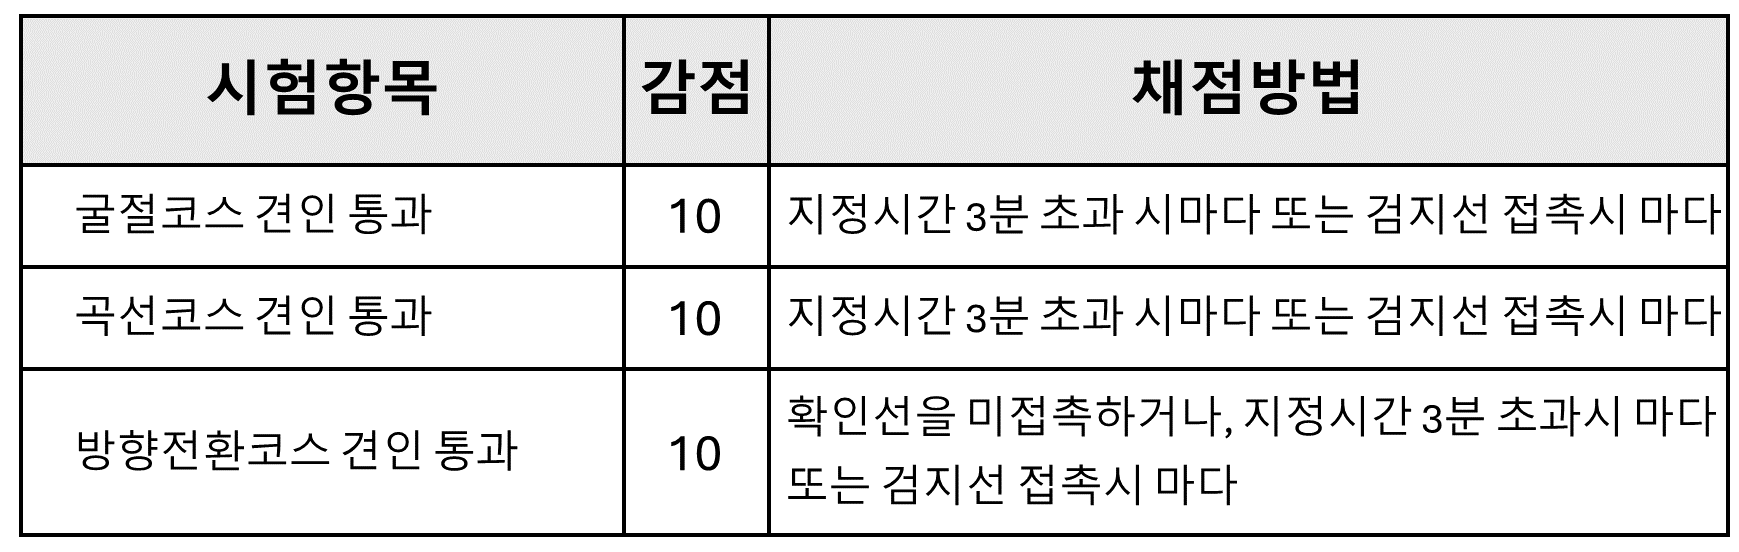 시험항목 감점 채점방법
굴절코스 견인 통과 10 지정시간 3분 초과 시마다 또는 검지선 접촉시 마다
곡선코스 견인 통과 10 지정시간 3분 초과 시마다 또는 검지선 접촉시 마다
방향전환코스 견인 통과 10 확인선을 미접촉하거나, 지정시간 3분 초과시 마다
또는 검지선 접촉시 마다